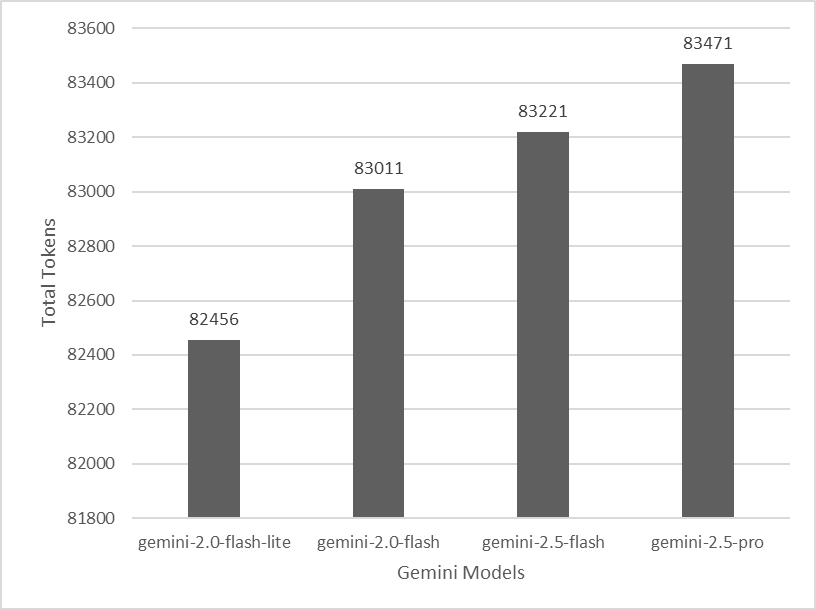 83600
83400
83200
83000
82800
82600
82400
82200
82000
81800
Total Tokens
82456
83011
83221
83471
gemini-2.0-flash-lite
gemini-2.0-flash
gemini-2.5-flash
gemini-2.5-pro
Gemini Models